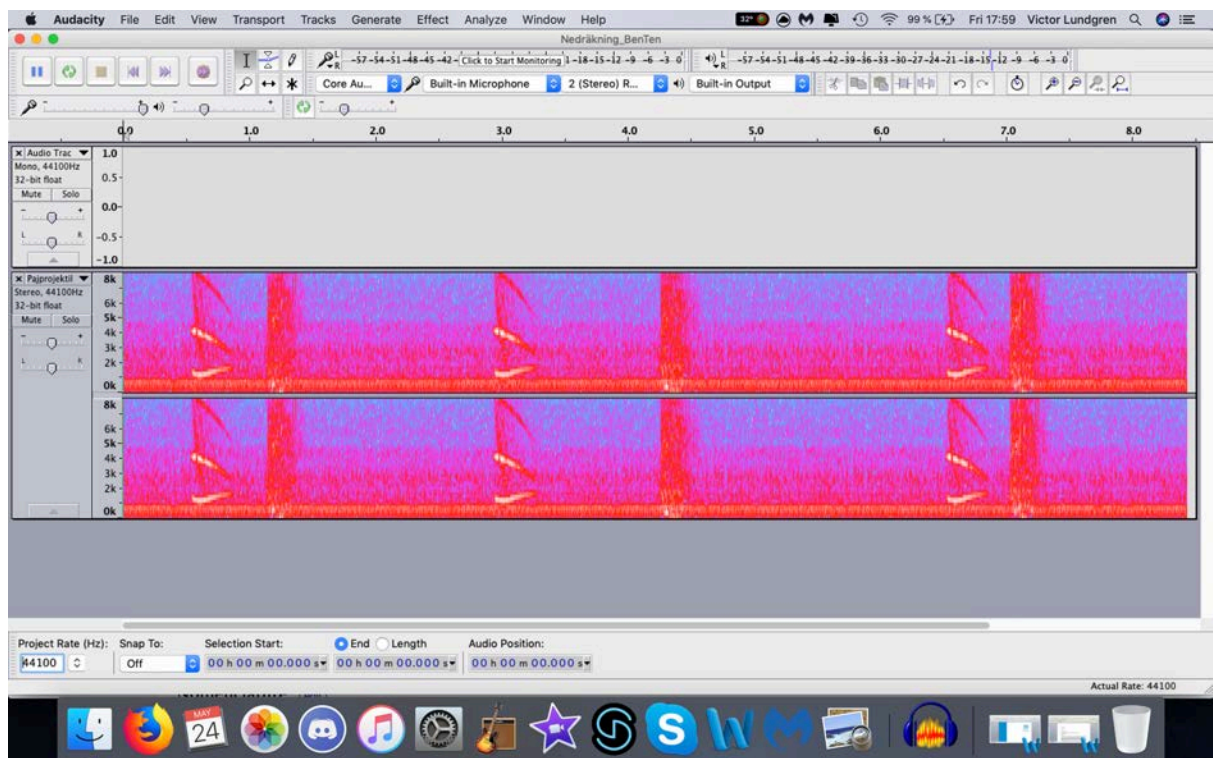 Audacity File Edit View Transport Tracks Generate Effect Analyze Window Help 32° 99 % Fri 17:59 Victor Lundgren
Nedräkning_BenTen
L R -57 -54 -51 -48 -45 -42 - Click to Start Monitoring 1 -18 -15 -12 -9 -6 -3 0 L R -57 -54 -51 -48 -45 -42 -39 -36 -33 -30 -27 -24 -21 -18 -15 -12 -9 -6 -3 0
Core Au... Built-in Microphone 2 (Stereo) R... Built-in Output
0.0 1.0 2.0 3.0 4.0 5.0 6.0 7.0 8.0
Audio Trac
Mono, 44100Hz
32-bit float
Mute Solo
- +
L R
1.0
0.5
0.0
-0.5
-1.0
Pajprojektil
Stereo, 44100Hz
32-bit float
Mute Solo
- +
L R
8k
6k
5k
4k
3k
2k
0k
8k
6k
5k
4k
3k
2k
0k
Project Rate (Hz): Snap To: Selection Start: End Length Audio Position:
44100 Off 00 h 00 m 00.000 s 00 h 00 m 00.000 s 00 h 00 m 00.000 s
Actual Rate: 44100
MAY
24